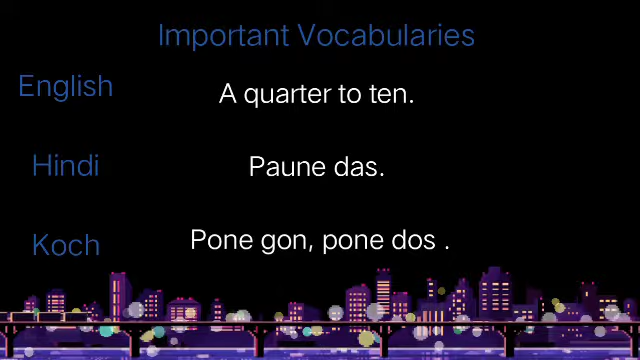 Important Vocabularies
English
A quarter to ten.
Hindi
Paune das.
Koch
Pone gon, pone dos .